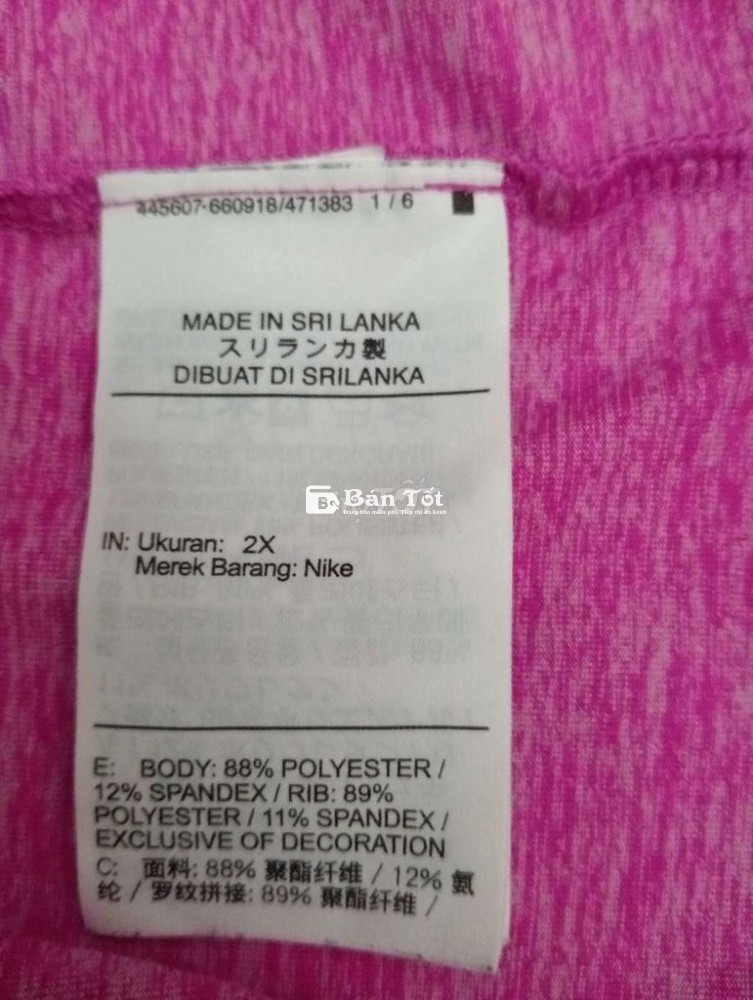 445607-660918/471383 1 / 6
MADE IN SRI LANKA
スリランカ製
DIBUAT DI SRILANKA
Bán Tốt
IN: Ukuran: 2X
Merek Barang: Nike
E: BODY: 88% POLYESTER /
12% SPANDEX / RIB: 89%
POLYESTER / 11% SPANDEX /
EXCLUSIVE OF DECORATION
C: 面料: 88% 聚酯纤维 / 12% 氨
纶 / 罗纹拼接: 89% 聚酯纤维 /